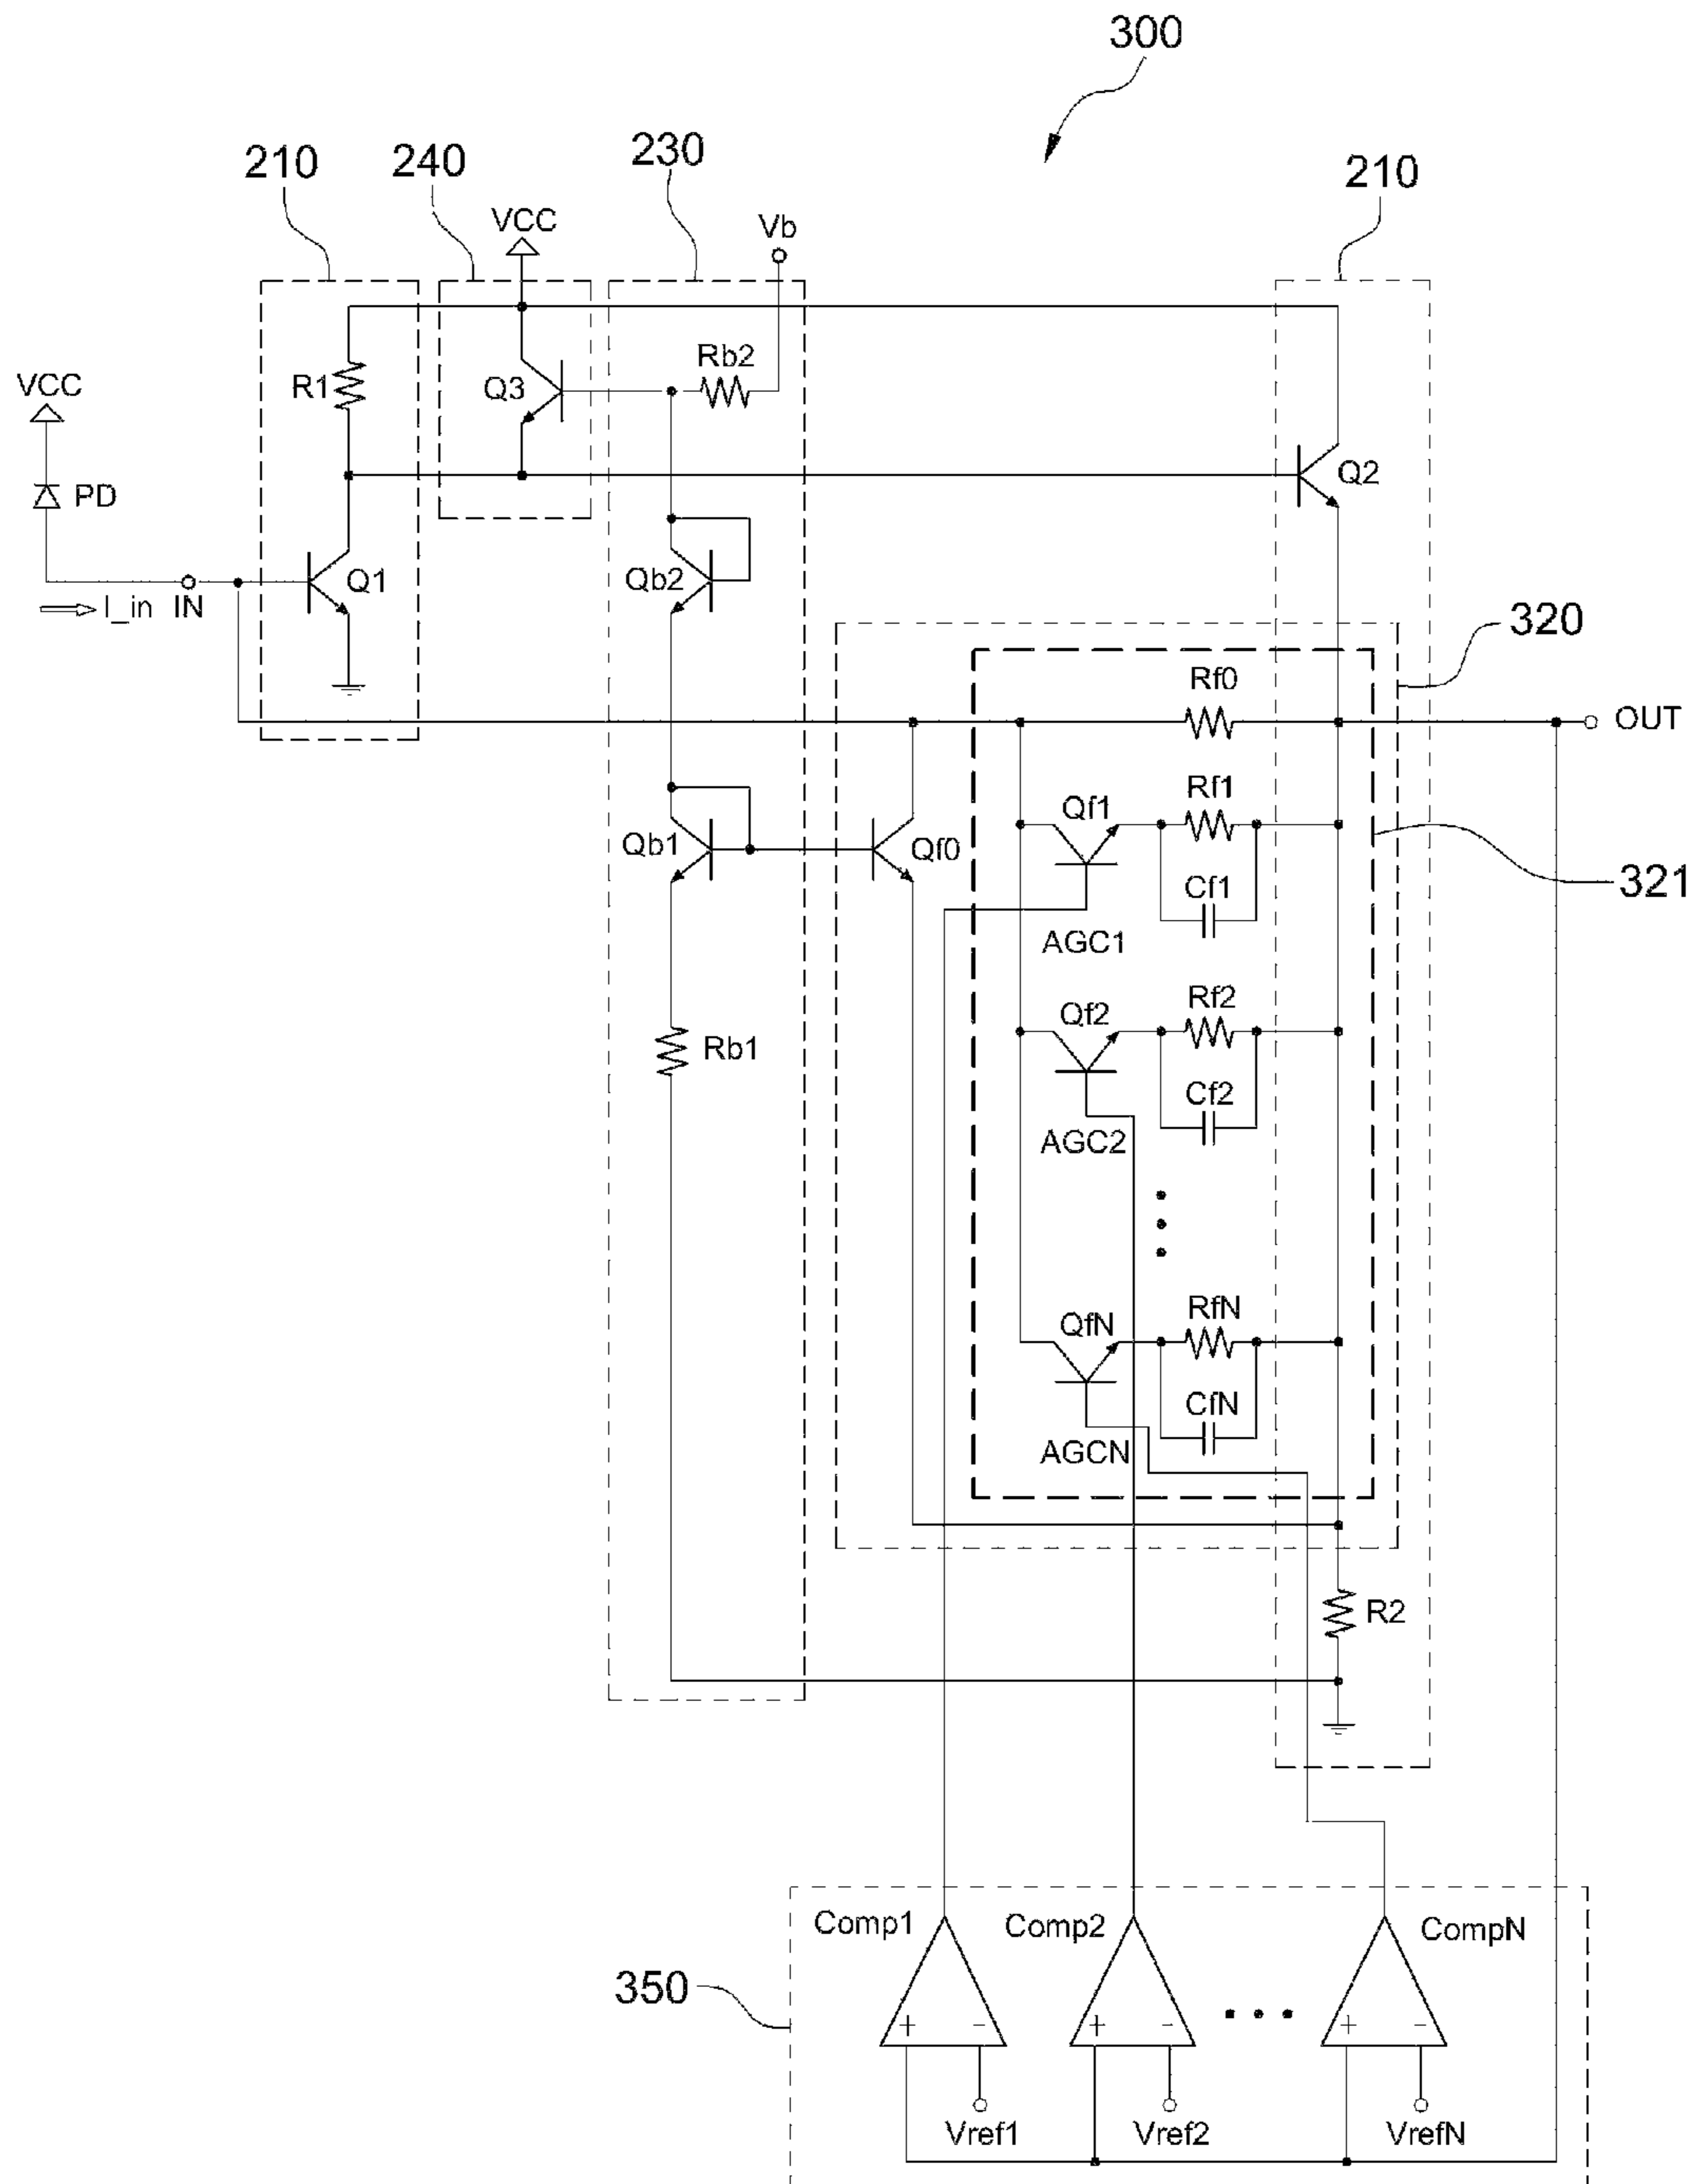 300
210
240
230
210
VCC
Vb
Rb2
R1
Q3
VCC
Q2
PD
Qb2
Q1
I_in IN
320
Rf0
OUT
Rf1
Qf1
Qb1
Qf0
321
Cf1
AGC1
Rf2
Qf2
Rb1
Cf2
AGC2
RfN
QfN
CfN
AGCN
R2
Comp1
Comp2
CompN
350
+ -
+ -
+ -
Vref1
Vref2
VrefN